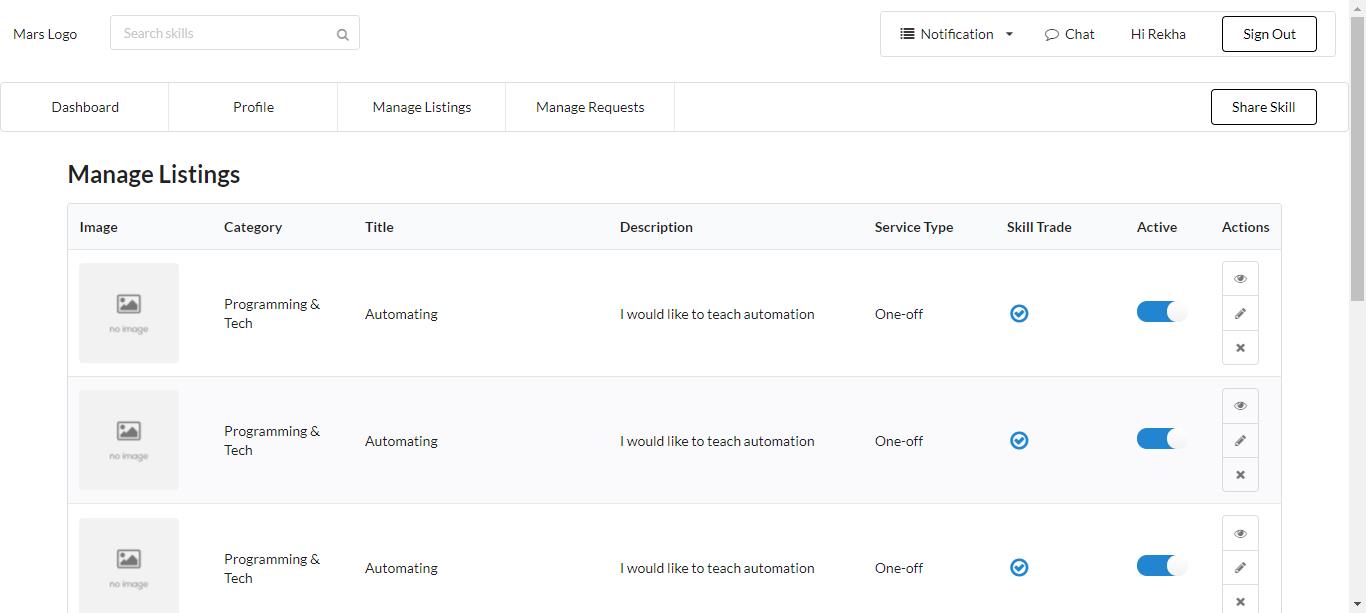 Mars Logo
Search skills
Notification
Chat
Hi Rekha
Sign Out
Dashboard
Profile
Manage Listings
Manage Requests
Share Skill
Manage Listings
Image Category Title Description Service Type Skill Trade Active Actions
no image
Programming &
Tech
Automating
I would like to teach automation
One-off
no image
Programming &
Tech
Automating
I would like to teach automation
One-off
no image
Programming &
Tech
Automating
I would like to teach automation
One-off